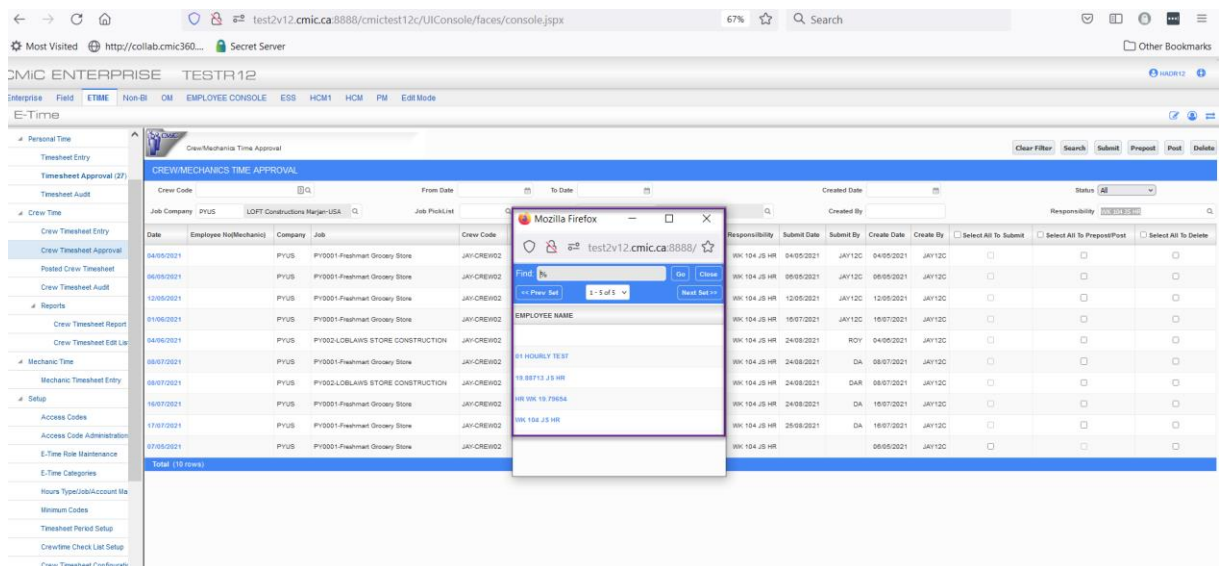 test2v12.cmic.ca:8888/cmictest12c/UIConsole/faces/console.jspx 67% Search
Most Visited http://collab.cmic360.... Secret Server Other Bookmarks
CMiC ENTERPRISE TESTR12 HADR12
Enterprise Field ETIME Non-BI OM EMPLOYEE CONSOLE ESS HCM1 HCM PM Edit Mode
E-Time
Personal Time
Timesheet Entry
Timesheet Approval (27)
Timesheet Audit
Crew Time
Crew Timesheet Entry
Crew Timesheet Approval
Posted Crew Timesheet
Crew Timesheet Audit
Reports
Crew Timesheet Report
Crew Timesheet Edit Lis
Mechanic Time
Mechanic Timesheet Entry
Setup
Access Codes
Access Code Administration
E-Time Role Maintenance
E-Time Categories
Hours Type/Job/Account Ma
Minimum Codes
Timesheet Period Setup
Crewtime Check List Setup
Crew Timesheet Configurati
Crew/Mechanics Time Approval Clear Filter Search Submit Prepost Post Delete
CREW/MECHANICS TIME APPROVAL
Crew Code From Date To Date Created Date Status All
Job Company PYUS LOFT Constructions Marjan-USA Job PickList Created By Responsibility WK 104 JS HR
Date Employee No(Mechanic) Company Job Crew Code Responsibility Submit Date Submit By Create Date Create By Select All To Submit Select All To Prepost/Post Select All To Delete
04/05/2021 PYUS PY0001-Freshmart Grocery Store JAY-CREW02 WK 104 JS HR 04/05/2021 JAY12C 04/05/2021 JAY12C
06/05/2021 PYUS PY0001-Freshmart Grocery Store JAY-CREW02 WK 104 JS HR 06/05/2021 JAY12C 06/05/2021 JAY12C
12/05/2021 PYUS PY0001-Freshmart Grocery Store JAY-CREW02 WK 104 JS HR 12/05/2021 JAY12C 12/05/2021 JAY12C
01/06/2021 PYUS PY0001-Freshmart Grocery Store JAY-CREW02 WK 104 JS HR 16/07/2021 JAY12C 16/07/2021 JAY12C
04/06/2021 PYUS PY002-LOBLAWS STORE CONSTRUCTION JAY-CREW02 WK 104 JS HR 24/08/2021 ROY 04/06/2021 JAY12C
08/07/2021 PYUS PY0001-Freshmart Grocery Store JAY-CREW02 WK 104 JS HR 24/08/2021 DA 08/07/2021 JAY12C
08/07/2021 PYUS PY002-LOBLAWS STORE CONSTRUCTION JAY-CREW02 WK 104 JS HR 24/08/2021 DAR 08/07/2021 JAY12C
16/07/2021 PYUS PY0001-Freshmart Grocery Store JAY-CREW02 WK 104 JS HR 24/08/2021 DA 16/07/2021 JAY12C
17/07/2021 PYUS PY0001-Freshmart Grocery Store JAY-CREW02 WK 104 JS HR 25/08/2021 DA 16/07/2021 JAY12C
07/05/2021 PYUS PY0001-Freshmart Grocery Store JAY-CREW02 WK 104 JS HR 06/05/2021 JAY12C
Total (10 rows)
Mozilla Firefox
test2v12.cmic.ca:8888/
Find: % Go Close
<< Prev Set 1 - 5 of 5 Next Set >>
EMPLOYEE NAME
01 HOURLY TEST
19.88713 JS HR
HR WK 19.79654
WK 104 JS HR